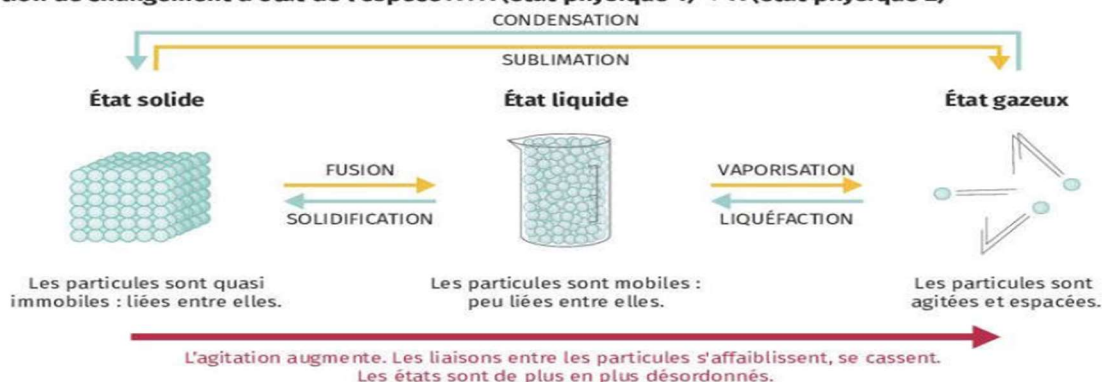 CONDENSATION
SUBLIMATION
État solide
État liquide
État gazeux
FUSION
SOLIDIFICATION
VAPORISATION
LIQUÉFACTION
Les particules sont quasi
immobiles : liées entre elles.
Les particules sont mobiles :
peu liées entre elles.
Les particules sont
agitées et espacées.
L'agitation augmente. Les liaisons entre les particules s'affaiblissent, se cassent.
Les états sont de plus en plus désordonnés.